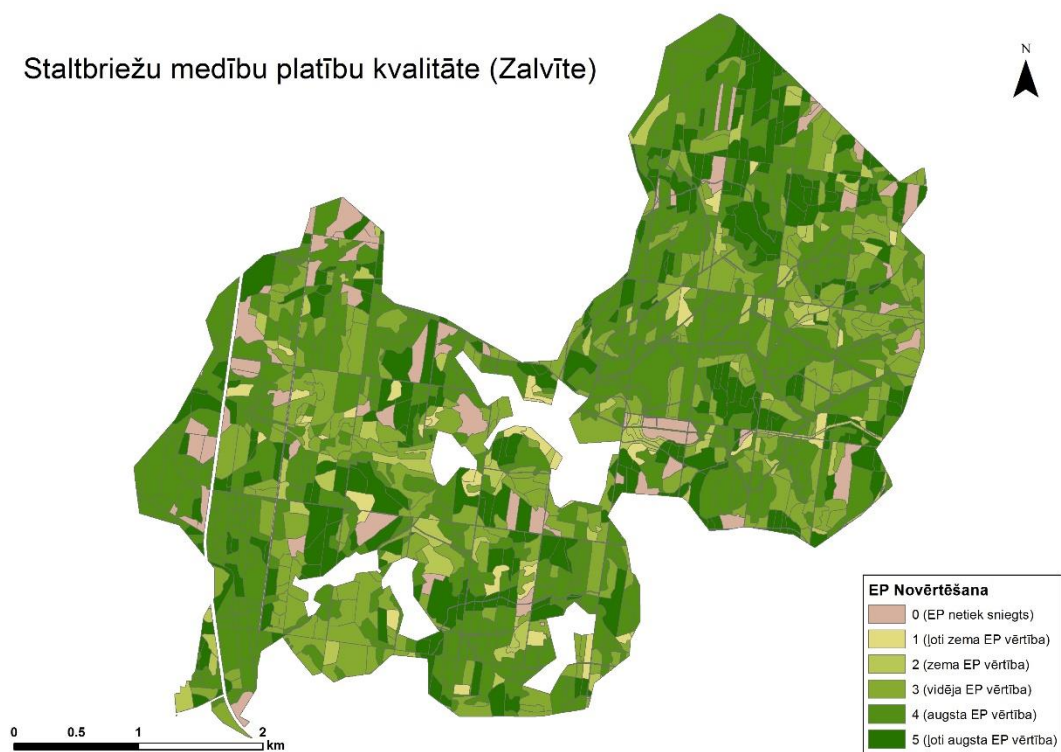 Staltbriežu medību platību kvalitāte (Zalvīte)
N
EP Novērtēšana
0 (EP netiek sniegts)
1 (ļoti zema EP vērtība)
2 (zema EP vērtība)
3 (vidēja EP vērtība)
4 (augsta EP vērtība)
5 (ļoti augsta EP vērtība)
0 0.5 1 2
km